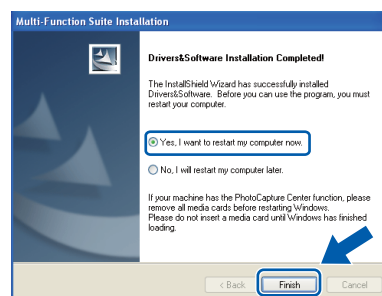 Multi-Function Suite Installation
Drivers&Software Installation Completed!
The InstallShield Wizard has successfully installed
Drivers&Software. Before you can use the program, you must
restart your computer.
Yes, I want to restart my computer now.
No, I will restart my computer later.
If your machine has the PhotoCapture Center function, please
remove all media cards before restarting Windows.
Please do not insert a media card until Windows has finished
loading.
< Back
Finish
Cancel